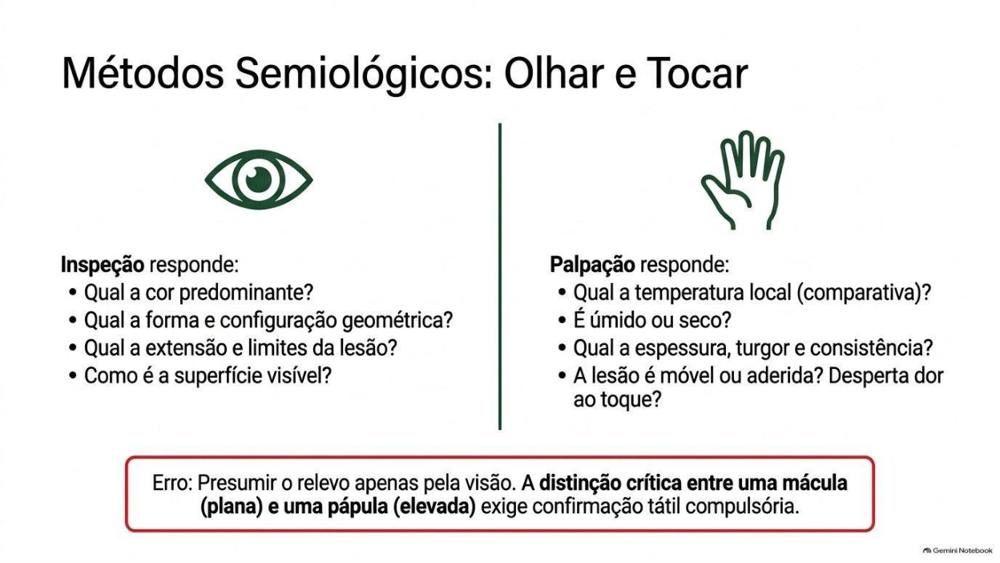 Métodos Semiológicos: Olhar e Tocar
Inspeção responde:
• Qual a cor predominante?
• Qual a forma e configuração geométrica?
• Qual a extensão e limites da lesão?
• Como é a superfície visível?
Palpação responde:
• Qual a temperatura local (comparativa)?
• É úmido ou seco?
• Qual a espessura, turgor e consistência?
• A lesão é móvel ou aderida? Desperta dor
ao toque?
Erro: Presumir o relevo apenas pela visão. A distinção crítica entre uma mácula
(plana) e uma pápula (elevada) exige confirmação tátil compulsória.
Gemini Notebook